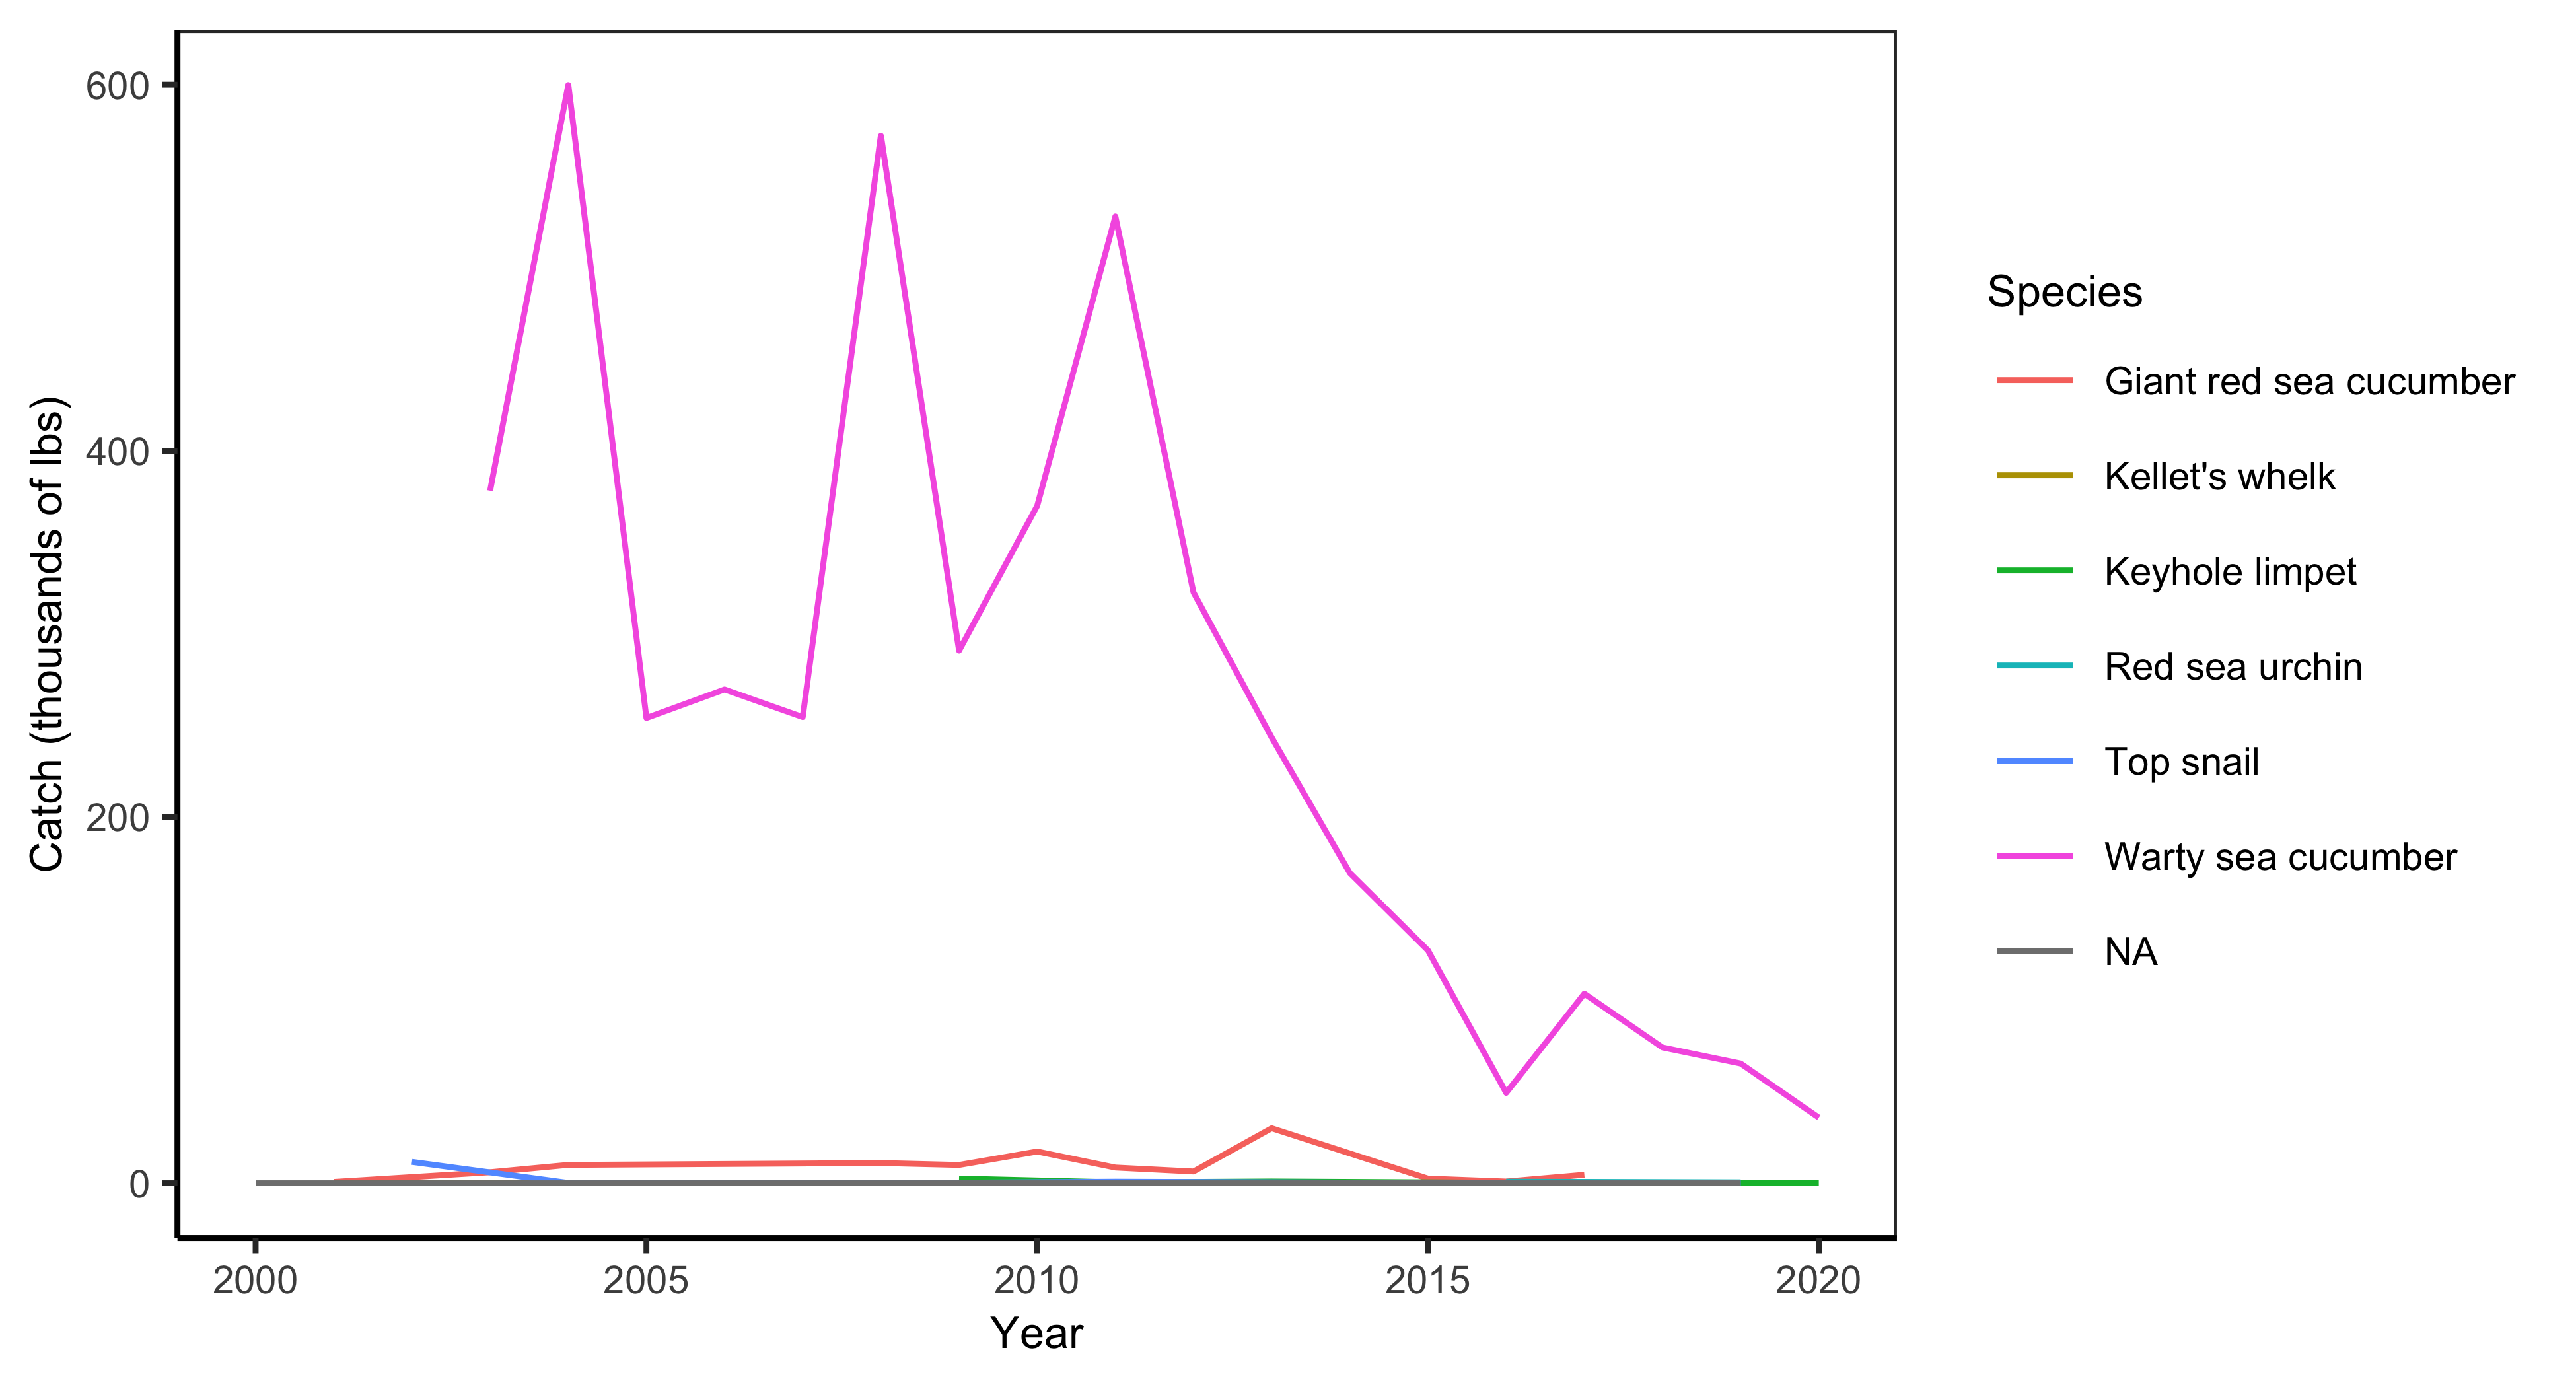 600
400
200
0
Catch (thousands of lbs)
2000 2005 2010 2015 2020
Year
Species
Giant red sea cucumber
Kellet's whelk
Keyhole limpet
Red sea urchin
Top snail
Warty sea cucumber
NA